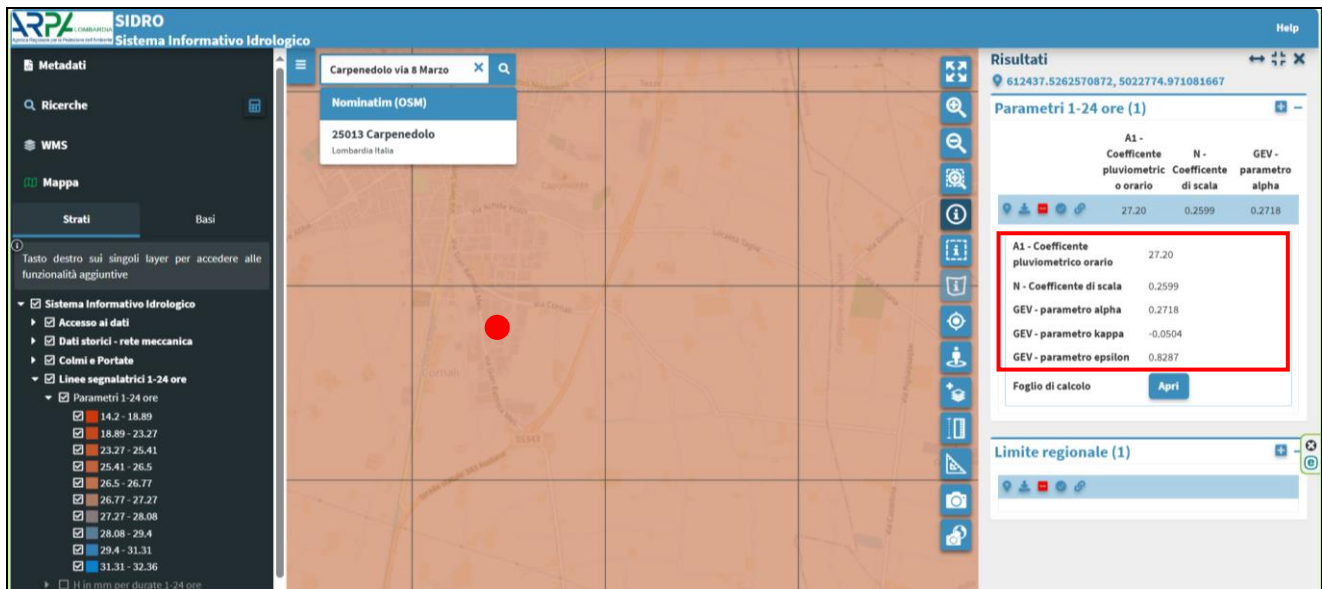 ARPA LOMBARDIA
SIDRO
Sistema Informativo Idrologico
Help
Metadati
Ricerche
WMS
Mappa
Strati
Basi
Tasto destro sui singoli layer per accedere alle
funzionalità aggiuntive
Sistema Informativo Idrologico
Accesso ai dati
Dati storici - rete meccanica
Colmi e Portate
Linee segnalatrici 1-24 ore
Parametri 1-24 ore
14.2 - 18.89
18.89 - 23.27
23.27 - 25.41
25.41 - 26.5
26.5 - 26.77
26.77 - 27.27
27.27 - 28.08
28.08 - 29.4
29.4 - 31.31
31.31 - 32.36
H in mm per durate 1-24 ore
Carpenedolo via 8 Marzo
Nominatim (OSM)
25013 Carpenedolo
Lombardia Italia
Risultati
612437.5262570872, 5022774.971081667
Parametri 1-24 ore (1)
A1 -
Coefficente
N -
GEV -
pluviometric
Coefficente
parametro
o orario
di scala
alpha
27.20
0.2599
0.2718
A1 - Coefficente
pluviometrico orario
27.20
N - Coefficente di scala
0.2599
GEV - parametro alpha
0.2718
GEV - parametro kappa
-0.0504
GEV - parametro epsilon
0.8287
Foglio di calcolo
Apri
Limite regionale (1)